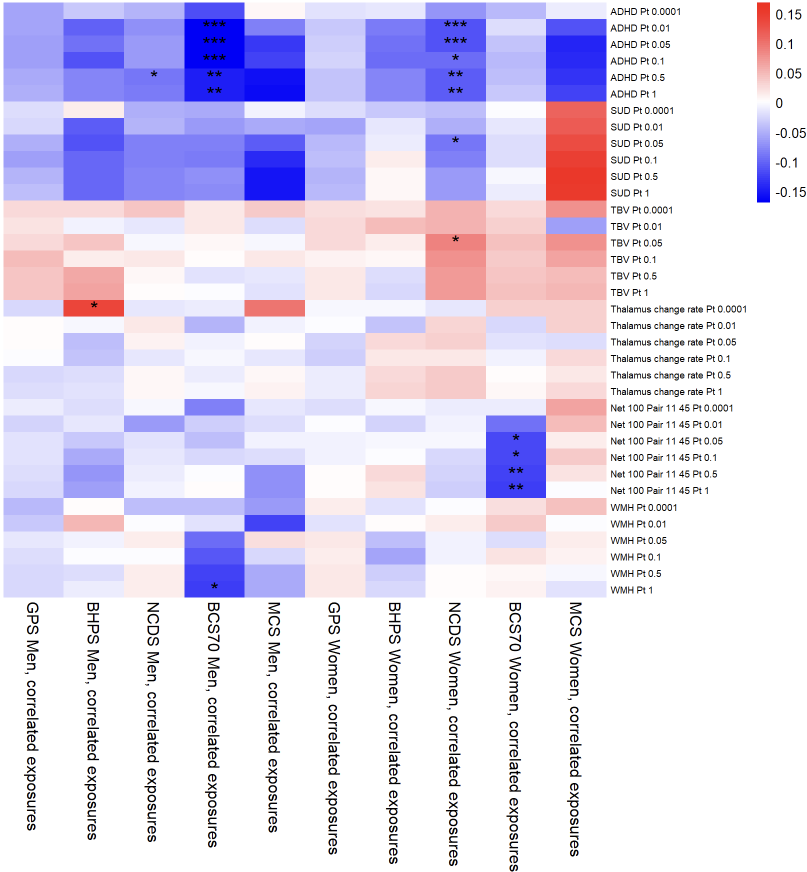 0.15
0.1
0.05
0
-0.05
-0.1
-0.15
ADHD Pt 0.0001
*** *** ADHD Pt 0.01
*** *** ADHD Pt 0.05
*** * ADHD Pt 0.1
* ** ** ADHD Pt 0.5
** ** ADHD Pt 1
SUD Pt 0.0001
SUD Pt 0.01
* SUD Pt 0.05
SUD Pt 0.1
SUD Pt 0.5
SUD Pt 1
TBV Pt 0.0001
TBV Pt 0.01
* TBV Pt 0.05
TBV Pt 0.1
TBV Pt 0.5
TBV Pt 1
* Thalamus change rate Pt 0.0001
Thalamus change rate Pt 0.01
Thalamus change rate Pt 0.05
Thalamus change rate Pt 0.1
Thalamus change rate Pt 0.5
Thalamus change rate Pt 1
Net 100 Pair 11 45 Pt 0.0001
Net 100 Pair 11 45 Pt 0.01
* Net 100 Pair 11 45 Pt 0.05
* Net 100 Pair 11 45 Pt 0.1
** Net 100 Pair 11 45 Pt 0.5
** Net 100 Pair 11 45 Pt 1
WMH Pt 0.0001
WMH Pt 0.01
WMH Pt 0.05
WMH Pt 0.1
WMH Pt 0.5
* WMH Pt 1
GPS Men, correlated exposures
BHPS Men, correlated exposures
NCDS Men, correlated exposures
BCS70 Men, correlated exposures
MCS Men, correlated exposures
GPS Women, correlated exposures
BHPS Women, correlated exposures
NCDS Women, correlated exposures
BCS70 Women, correlated exposures
MCS Women, correlated exposures